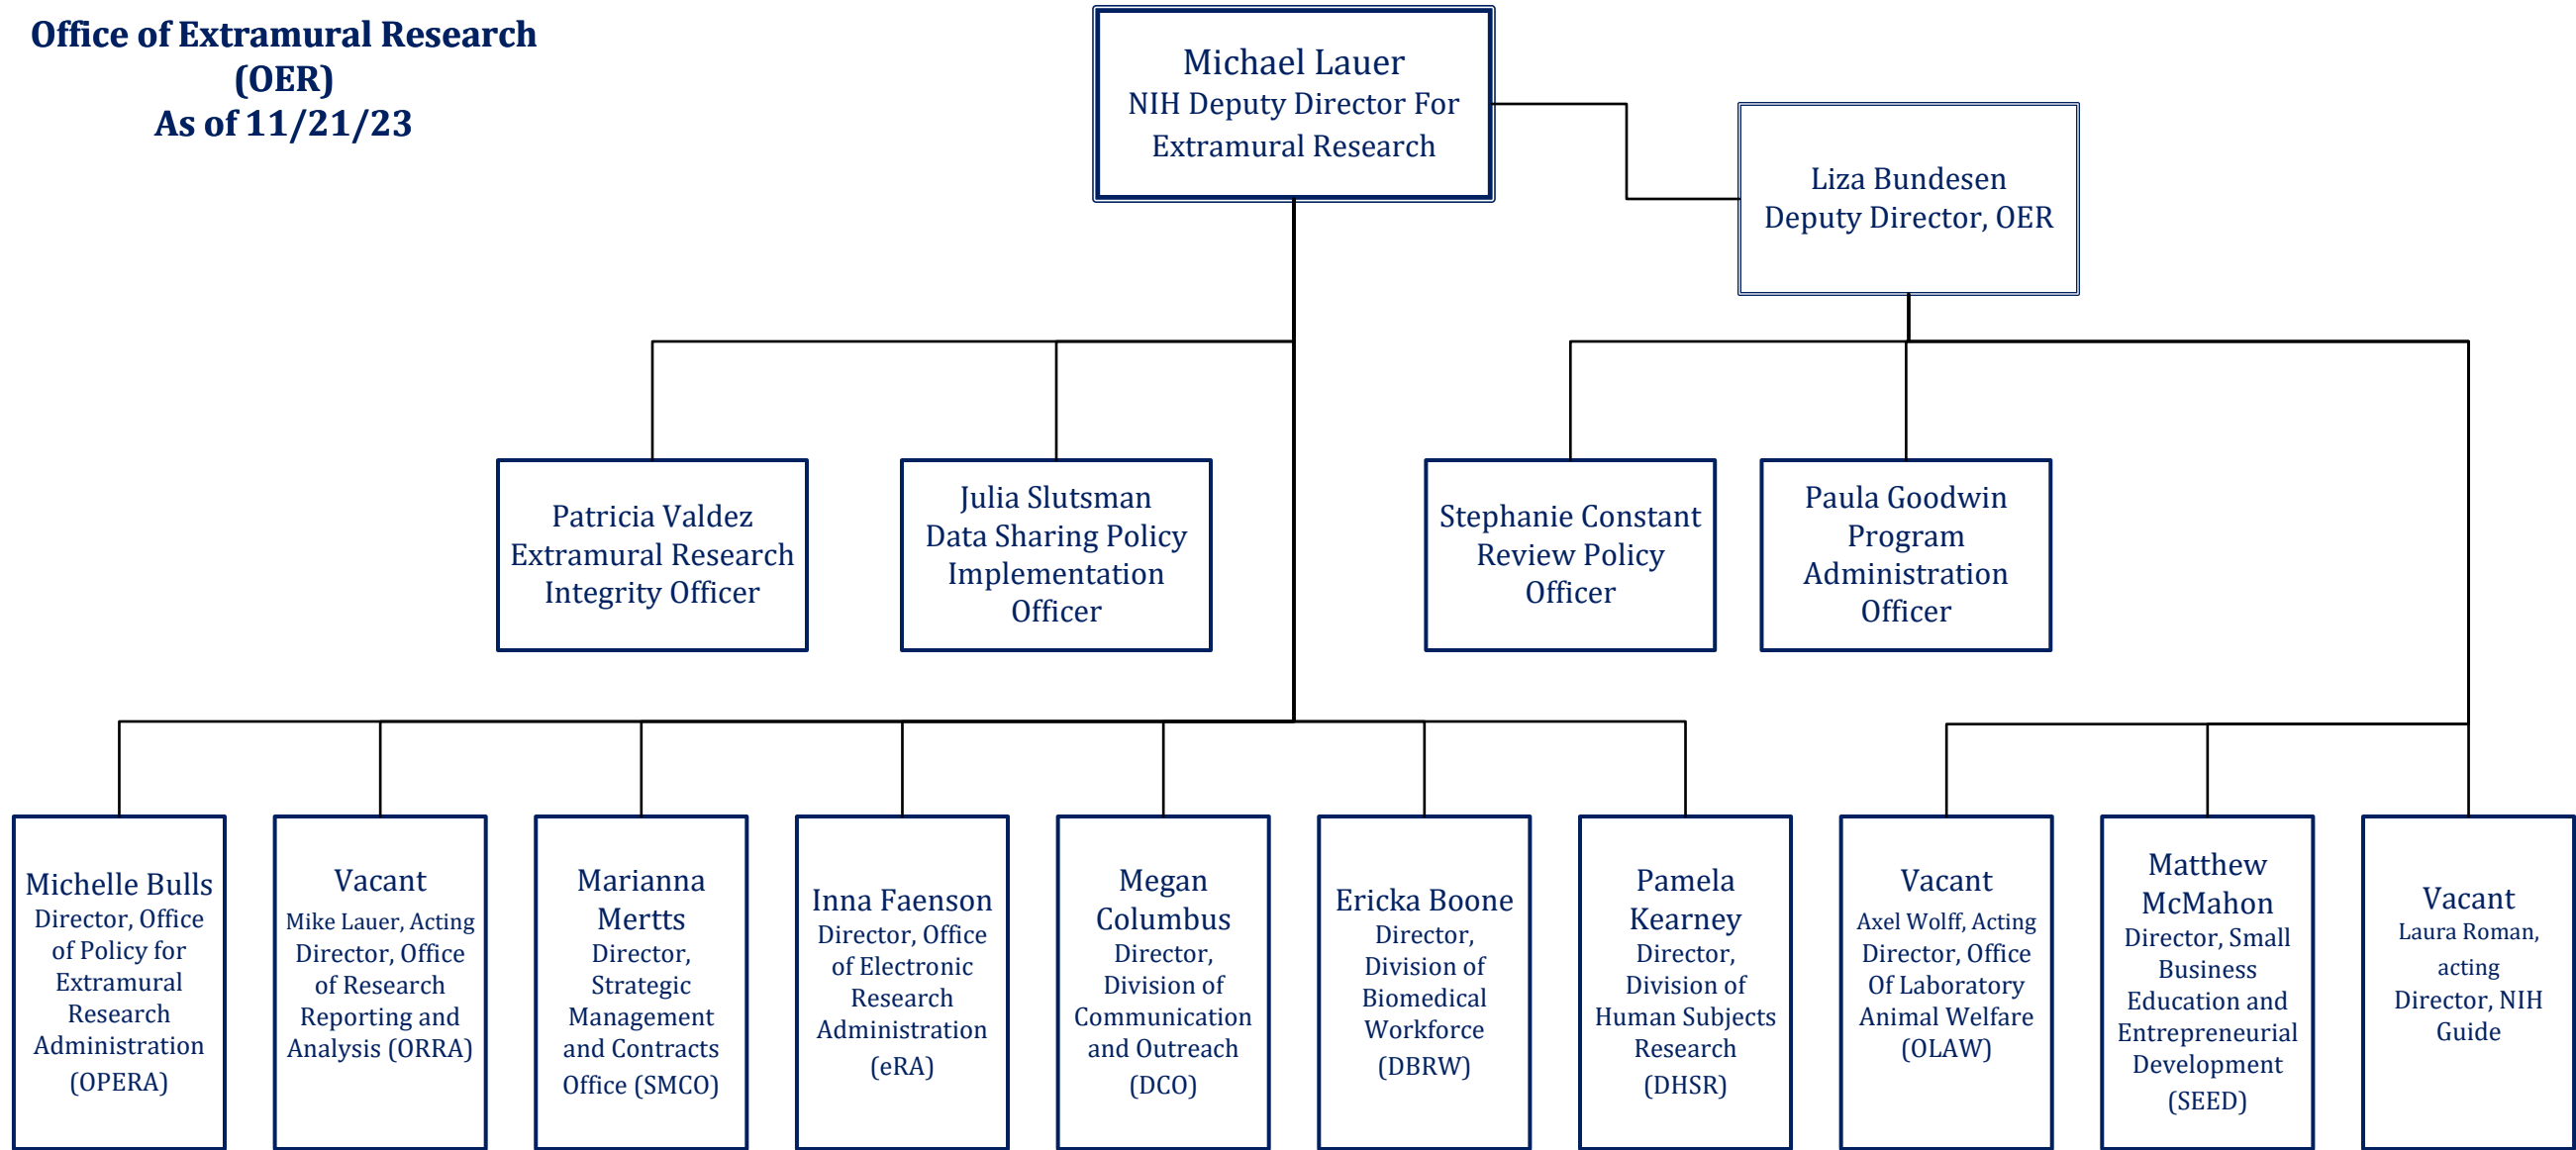 Office of Extramural Research
(OER)
As of 11/21/23
Michael Lauer
NIH Deputy Director For
Extramural Research
Liza Bundesen
Deputy Director, OER
Patricia Valdez
Extramural Research
Integrity Officer
Julia Slutsman
Data Sharing Policy
Implementation
Officer
Stephanie Constant
Review Policy
Officer
Paula Goodwin
Program
Administration
Officer
Michelle Bulls
Director, Office
of Policy for
Extramural
Research
Administration
(OPERA)
Vacant
Mike Lauer, Acting
Director, Office
of Research
Reporting and
Analysis (ORRA)
Marianna
Mertts
Director,
Strategic
Management
and Contracts
Office (SMCO)
Inna Faenson
Director, Office
of Electronic
Research
Administration
(eRA)
Megan
Columbus
Director,
Division of
Communication
and Outreach
(DCO)
Ericka Boone
Director,
Division of
Biomedical
Workforce
(DBRW)
Pamela
Kearney
Director,
Division of
Human Subjects
Research
(DHSR)
Vacant
Axel Wolff, Acting
Director, Office
Of Laboratory
Animal Welfare
(OLAW)
Matthew
McMahon
Director, Small
Business
Education and
Entrepreneurial
Development
(SEED)
Vacant
Laura Roman,
acting
Director, NIH
Guide